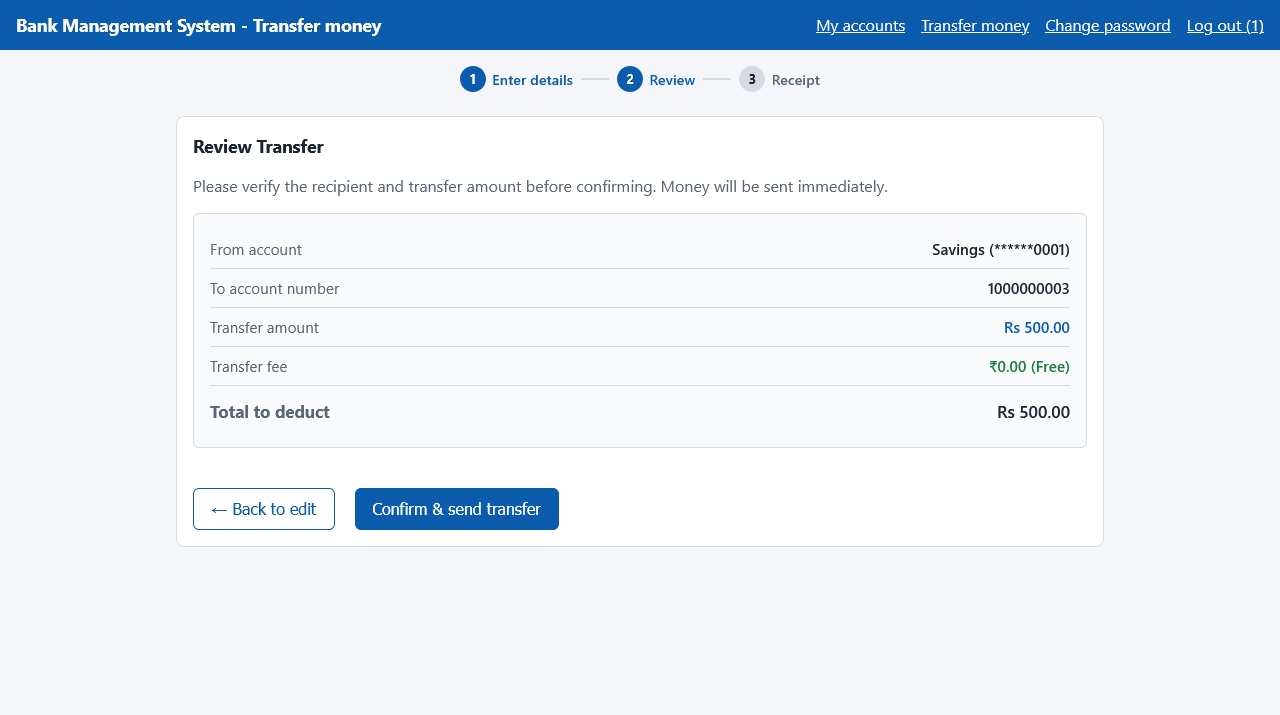 Bank Management System - Transfer money
My accounts Transfer money Change password Log out (1)
1 Enter details 2 Review 3 Receipt
Review Transfer
Please verify the recipient and transfer amount before confirming. Money will be sent immediately.
From account Savings (******0001)
To account number 1000000003
Transfer amount Rs 500.00
Transfer fee ₹0.00 (Free)
Total to deduct Rs 500.00
← Back to edit Confirm & send transfer